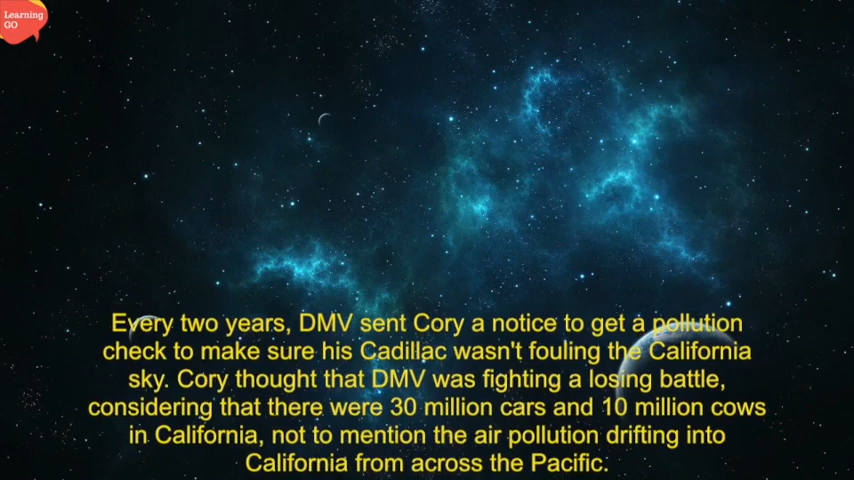 Learning
GO
Every two years, DMV sent Cory a notice to get a pollution
check to make sure his Cadillac wasn't fouling the California
sky. Cory thought that DMV was fighting a losing battle,
considering that there were 30 million cars and 10 million cows
in California, not to mention the air pollution drifting into
California from across the Pacific.